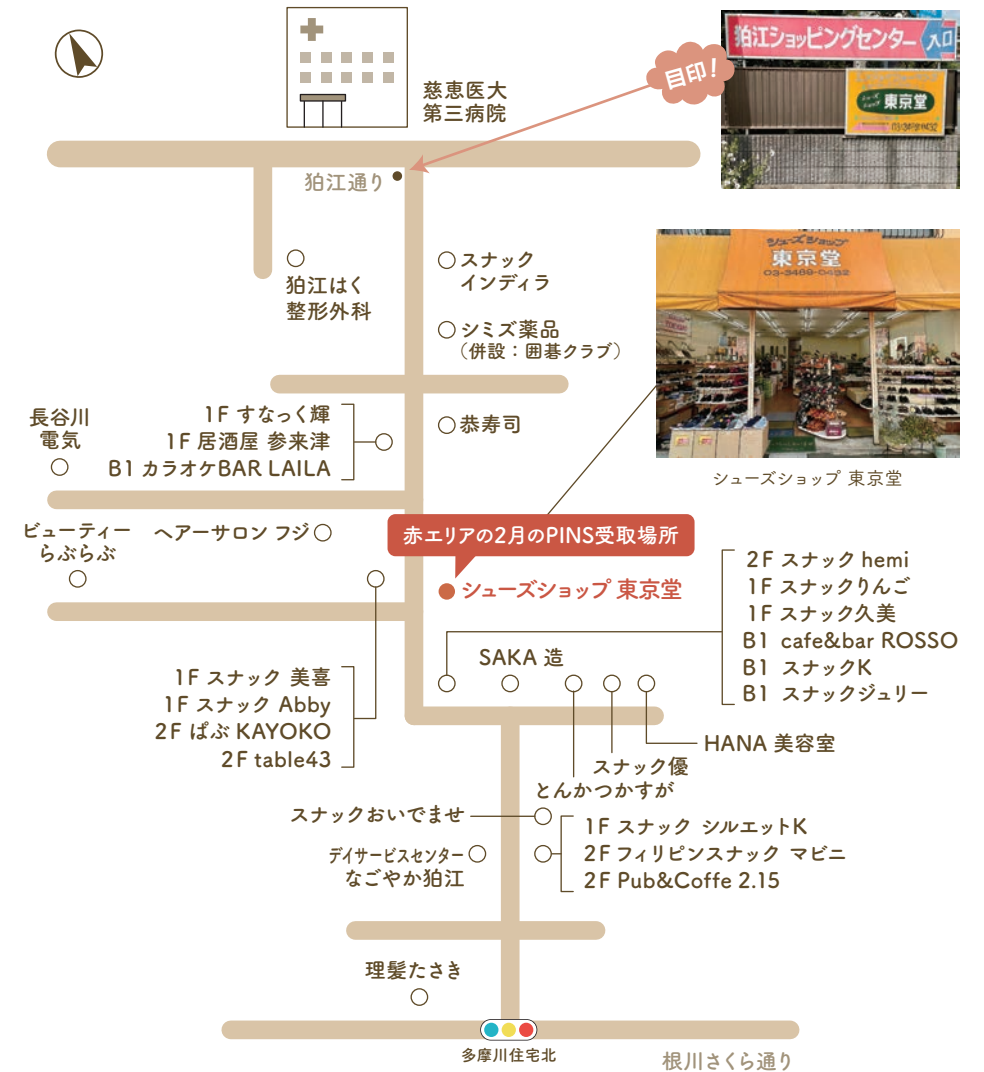 慈恵医大
第三病院
目印！
狛江ショッピングセンター 入口
シューズ
ショップ 東京堂
03-3489-0432
狛江通り
狛江はく
整形外科
スナック
インディラ
シミズ薬品
（併設：囲碁クラブ）
シューズショップ
東京堂
03-3489-0432
シューズショップ 東京堂
長谷川
電気
1F すなっく輝
1F 居酒屋 参来津
B1 カラオケBAR LAILA
恭寿司
ビューティー
らぶらぶ
ヘアーサロン フジ
赤エリアの2月のPINS受取場所
シューズショップ 東京堂
2F スナック hemi
1F スナックりんご
1F スナック久美
B1 cafe&bar ROSSO
B1 スナックK
B1 スナックジュリー
SAKA 造
1F スナック 美喜
1F スナック Abby
2F ぱぶ KAYOKO
2F table43
HANA 美容室
スナック優
とんかつかすが
スナックおいでませ
1F スナック シルエットK
2F フィリピンスナック マビニ
2F Pub&Coffe 2.15
デイサービスセンター
なごやか狛江
理髪たさき
多摩川住宅北
根川さくら通り